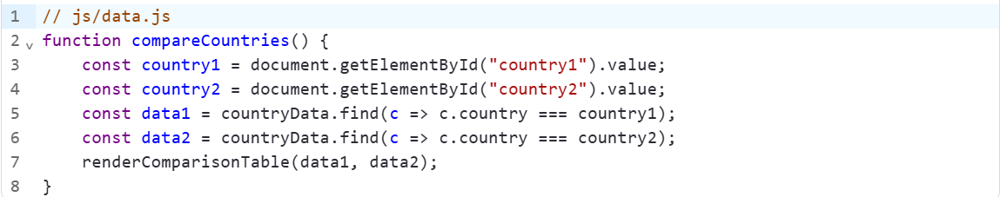 1 // js/data.js
2 function compareCountries() {
3     const country1 = document.getElementById("country1").value;
4     const country2 = document.getElementById("country2").value;
5     const data1 = countryData.find(c => c.country === country1);
6     const data2 = countryData.find(c => c.country === country2);
7     renderComparisonTable(data1, data2);
8 }